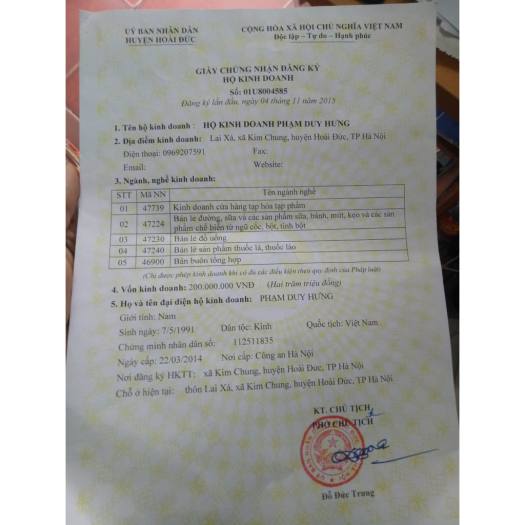 ỦY BAN NHÂN DÂN
HUYỆN HOÀI ĐỨC
CỘNG HÒA XÃ HỘI CHỦ NGHĨA VIỆT NAM
Độc lập – Tự do – Hạnh phúc
GIẤY CHỨNG NHẬN ĐĂNG KÝ
HỘ KINH DOANH
Số: 01U8004585
Đăng ký lần đầu, ngày 04 tháng 11 năm 2015
1. Tên hộ kinh doanh : HỘ KINH DOANH PHẠM DUY HƯNG
2. Địa điểm kinh doanh: Lai Xá, xã Kim Chung, huyện Hoài Đức, TP Hà Nội
Điện thoại: 0969207591 Fax:
Email: Website:
3. Ngành, nghề kinh doanh:
STT Mã NN Tên ngành nghề
01 47739 Kinh doanh cửa hàng tạp hóa tạp phẩm
02 47224 Bán lẻ đường, sữa và các sản phẩm sữa, bánh, mứt, kẹo và các sản
phẩm chế biến từ ngũ cốc, bột, tinh bột
03 47230 Bán lẻ đồ uống
04 47240 Bán lẻ sản phẩm thuốc lá, thuốc lào
05 46900 Bán buôn tổng hợp
(Chỉ được phép kinh doanh khi có đủ các điều kiện theo quy định của Pháp luật)
4. Vốn kinh doanh: 200.000.000 VNĐ (Hai trăm triệu đồng)
5. Họ và tên đại diện hộ kinh doanh: PHẠM DUY HƯNG
Giới tính: Nam
Sinh ngày: 7/5/1991 Dân tộc: Kinh Quốc tịch: Việt Nam
Chứng minh nhân dân số: 112511835
Ngày cấp: 22/03/2014 Nơi cấp: Công an Hà Nội
Nơi đăng ký HKTT: xã Kim Chung, huyện Hoài Đức, TP Hà Nội
Chỗ ở hiện tại: thôn Lai Xá, xã Kim Chung, huyện Hoài Đức, TP Hà Nội
KT. CHỦ TỊCH
PHÓ CHỦ TỊCH
Đỗ Đức Trung